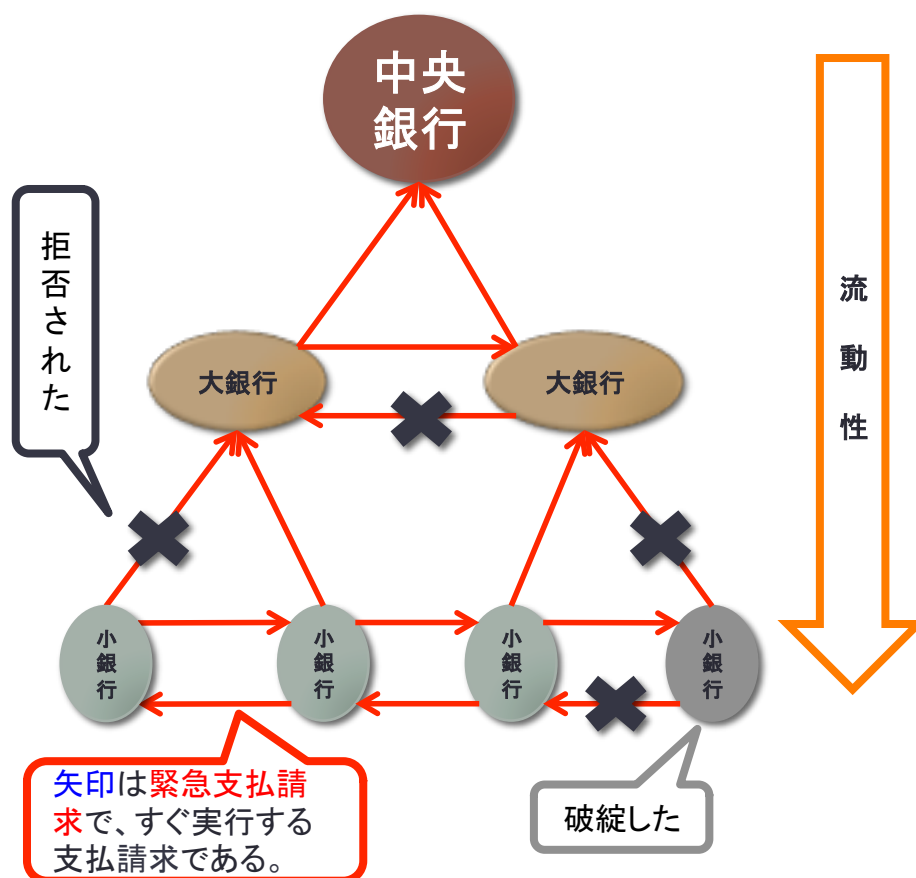 中央
銀行
拒否された
流動性
大銀行
大銀行
小銀行
小銀行
小銀行
小銀行
矢印は緊急支払請
求で、すぐ実行する
支払請求である。
破綻した